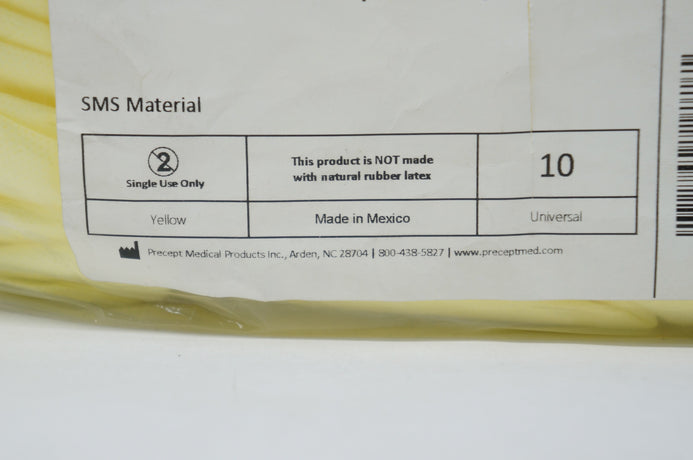 SMS Material
2
Single Use Only
This product is NOT made
with natural rubber latex
10
Yellow
Made in Mexico
Universal
Precept Medical Products Inc., Arden, NC 28704 | 800-438-5827 | www.preceptmed.com